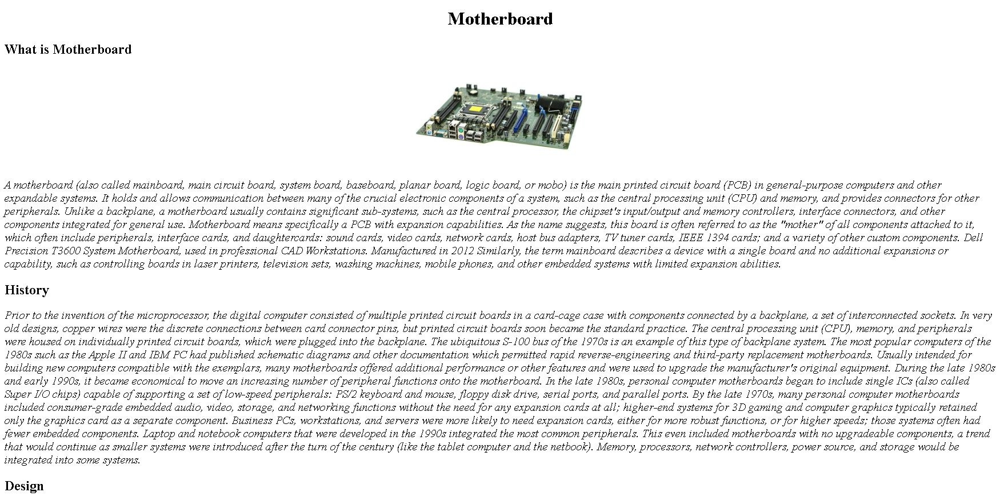 Motherboard
What is Motherboard
A motherboard (also called mainboard, main circuit board, system board, baseboard, planar board, logic board, or mobo) is the main printed circuit board (PCB) in general-purpose computers and other
expandable systems. It holds and allows communication between many of the crucial electronic components of a system, such as the central processing unit (CPU) and memory, and provides connectors for other
peripherals. Unlike a backplane, a motherboard usually contains significant sub-systems, such as the central processor, the chipset's input/output and memory controllers, interface connectors, and other
components integrated for general use. Motherboard means specifically a PCB with expansion capabilities. As the name suggests, this board is often referred to as the "mother" of all components attached to it,
which often include peripherals, interface cards, and daughtercards: sound cards, video cards, network cards, host bus adapters, TV tuner cards, IEEE 1394 cards; and a variety of other custom components. Dell
Precision T3600 System Motherboard, used in professional CAD Workstations. Manufactured in 2012 Similarly, the term mainboard describes a device with a single board and no additional expansions or
capability, such as controlling boards in laser printers, television sets, washing machines, mobile phones, and other embedded systems with limited expansion abilities.
History
Prior to the invention of the microprocessor, the digital computer consisted of multiple printed circuit boards in a card-cage case with components connected by a backplane, a set of interconnected sockets. In very
old designs, copper wires were the discrete connections between card connector pins, but printed circuit boards soon became the standard practice. The central processing unit (CPU), memory, and peripherals
were housed on individually printed circuit boards, which were plugged into the backplane. The ubiquitous S-100 bus of the 1970s is an example of this type of backplane system. The most popular computers of the
1980s such as the Apple II and IBM PC had published schematic diagrams and other documentation which permitted rapid reverse-engineering and third-party replacement motherboards. Usually intended for
building new computers compatible with the exemplars, many motherboards offered additional performance or other features and were used to upgrade the manufacturer's original equipment. During the late 1980s
and early 1990s, it became economical to move an increasing number of peripheral functions onto the motherboard. In the late 1980s, personal computer motherboards began to include single ICs (also called
Super I/O chips) capable of supporting a set of low-speed peripherals: PS/2 keyboard and mouse, floppy disk drive, serial ports, and parallel ports. By the late 1970s, many personal computer motherboards
included consumer-grade embedded audio, video, storage, and networking functions without the need for any expansion cards at all; higher-end systems for 3D gaming and computer graphics typically retained
only the graphics card as a separate component. Business PCs, workstations, and servers were more likely to need expansion cards, either for more robust functions, or for higher speeds; those systems often had
fewer embedded components. Laptop and notebook computers that were developed in the 1990s integrated the most common peripherals. This even included motherboards with no upgradeable components, a trend
that would continue as smaller systems were introduced after the turn of the century (like the tablet computer and the netbook). Memory, processors, network controllers, power source, and storage would be
integrated into some systems.
Design